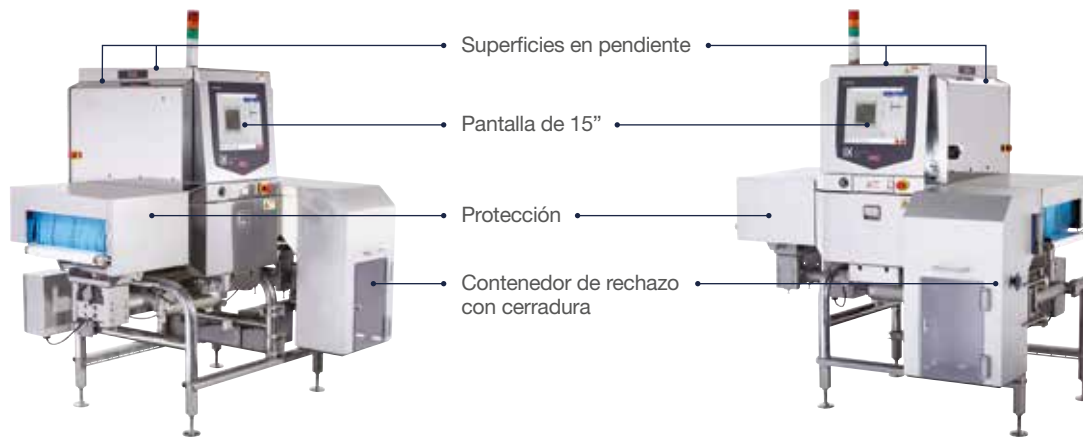 Superficies en pendiente
Pantalla de 15”
Protección
Contenedor de rechazo
con cerradura